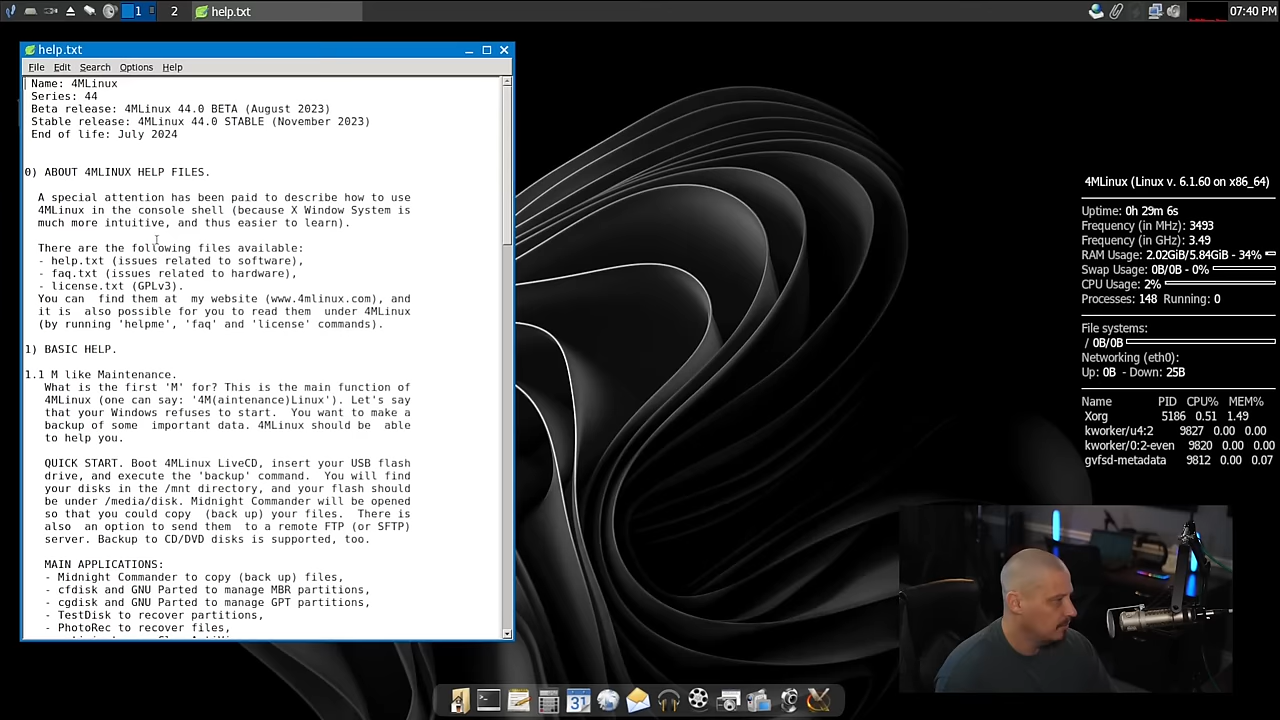 1
2
help.txt
07:40 PM
help.txt
File Edit Search Options Help
Name: 4MLinux
Series: 44
Beta release: 4MLinux 44.0 BETA (August 2023)
Stable release: 4MLinux 44.0 STABLE (November 2023)
End of life: July 2024
0) ABOUT 4MLINUX HELP FILES.
A special attention has been paid to describe how to use
4MLinux in the console shell (because X Window System is
much more intuitive, and thus easier to learn).
There are the following files available:
- help.txt (issues related to software),
- faq.txt (issues related to hardware),
- license.txt (GPLv3).
You can find them at my website (www.4mlinux.com), and
it is also possible for you to read them under 4MLinux
(by running 'helpme', 'faq' and 'license' commands).
1) BASIC HELP.
1.1 M like Maintenance.
What is the first 'M' for? This is the main function of
4MLinux (one can say: '4M(aintenance)Linux'). Let's say
that your Windows refuses to start. You want to make a
backup of some important data. 4MLinux should be able
to help you.
QUICK START. Boot 4MLinux LiveCD, insert your USB flash
drive, and execute the 'backup' command. You will find
your disks in the /mnt directory, and your flash should
be under /media/disk. Midnight Commander will be opened
so that you could copy (back up) your files. There is
also an option to send them to a remote FTP (or SFTP)
server. Backup to CD/DVD disks is supported, too.
MAIN APPLICATIONS:
- Midnight Commander to copy (back up) files,
- cfdisk and GNU Parted to manage MBR partitions,
- cgdisk and GNU Parted to manage GPT partitions,
- TestDisk to recover partitions,
- PhotoRec to recover files,
4MLinux (Linux v. 6.1.60 on x86_64)
Uptime: 0h 29m 6s
Frequency (in MHz): 3493
Frequency (in GHz): 3.49
RAM Usage: 2.02GiB/5.84GiB - 34%
Swap Usage: 0B/0B - 0%
CPU Usage: 2%
Processes: 148 Running: 0
File systems:
/ 0B/0B
Networking (eth0):
Up: 0B - Down: 25B
Name PID CPU% MEM%
Xorg 5186 0.51 1.49
kworker/u4:2 9827 0.00 0.00
kworker/0:2-even 9820 0.00 0.00
gvfsd-metadata 9812 0.00 0.07
31